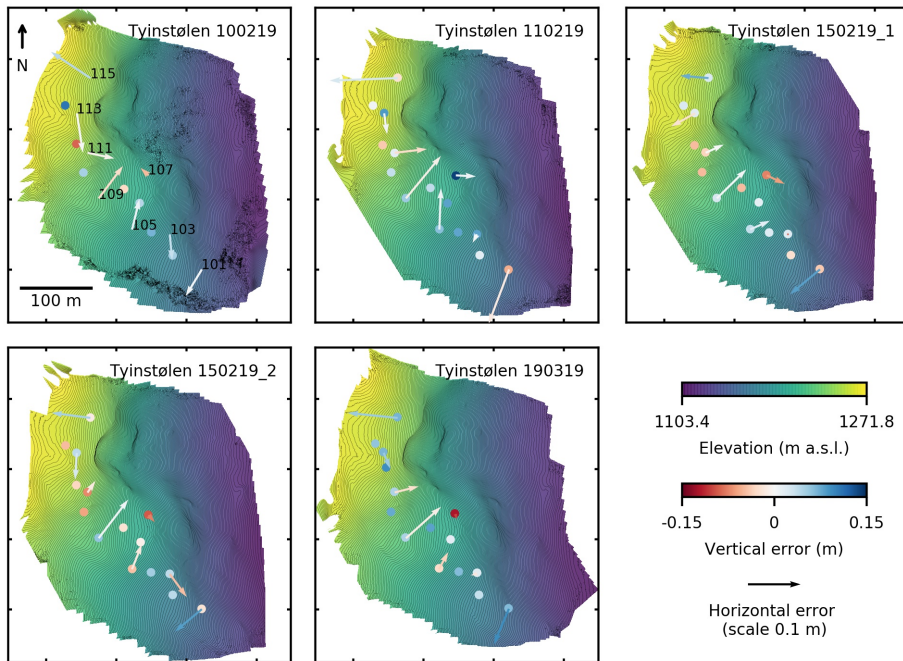 Tyinstølen 100219
N
115
113
111
107
109
105
103
101
100 m
Tyinstølen 110219
Tyinstølen 150219_1
Tyinstølen 150219_2
Tyinstølen 190319
1103.4 1271.8
Elevation (m a.s.l.)
-0.15 0 0.15
Vertical error (m)
Horizontal error
(scale 0.1 m)